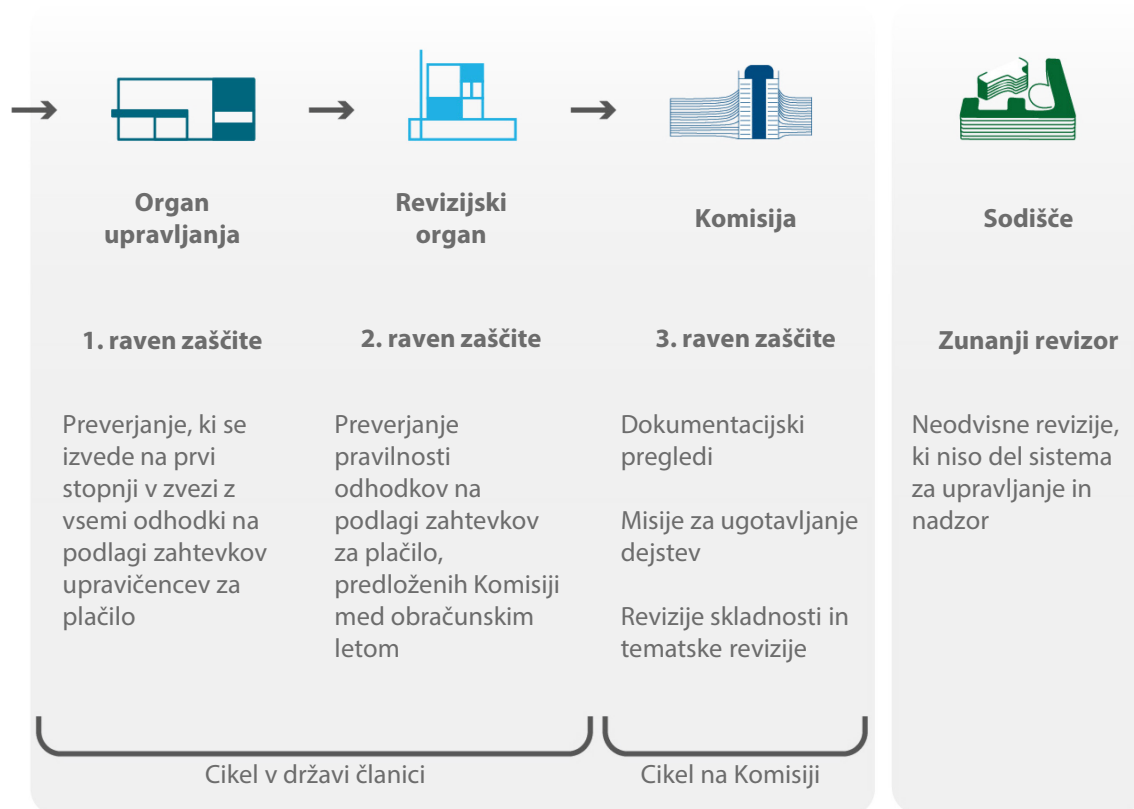 Organ
upravljanja
1. raven zaščite
Preverjanje, ki se
izvede na prvi
stopnji v zvezi z
vsemi odhodki na
podlagi zahtevkov
upravičencev za
plačilo
Revizijski
organ
2. raven zaščite
Preverjanje
pravilnosti
odhodkov na
podlagi zahtevkov
za plačilo,
predloženih Komisiji
med obračunskim
letom
Cikel v državi članici
Komisija
3. raven zaščite
Dokumentacijski
pregledi
Misije za ugotavljanje
dejstev
Revizije skladnosti in
tematske revizije
Cikel na Komisiji
Sodišče
Zunanji revizor
Neodvisne revizije,
ki niso del sistema
za upravljanje in
nadzor